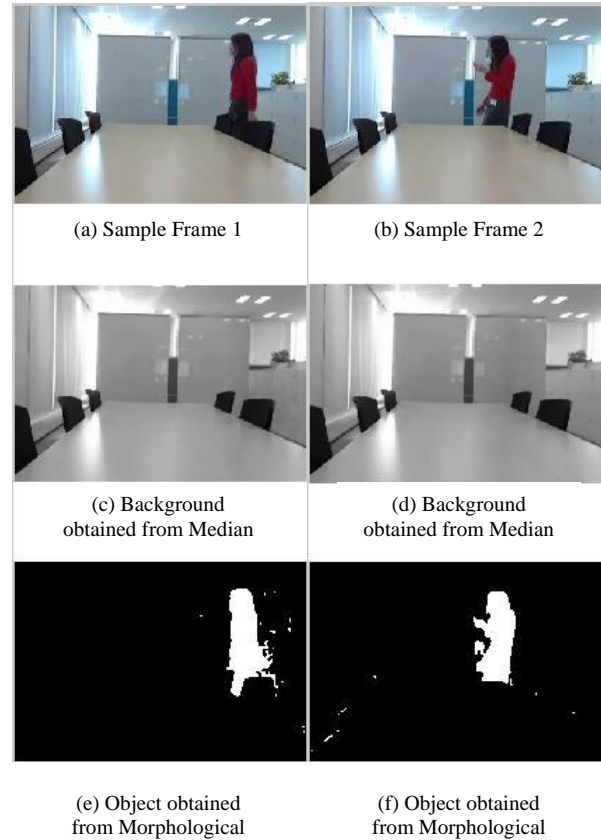 (a) Sample Frame 1
(b) Sample Frame 2
(c) Background
obtained from Median
(d) Background
obtained from Median
(e) Object obtained
from Morphological
(f) Object obtained
from Morphological